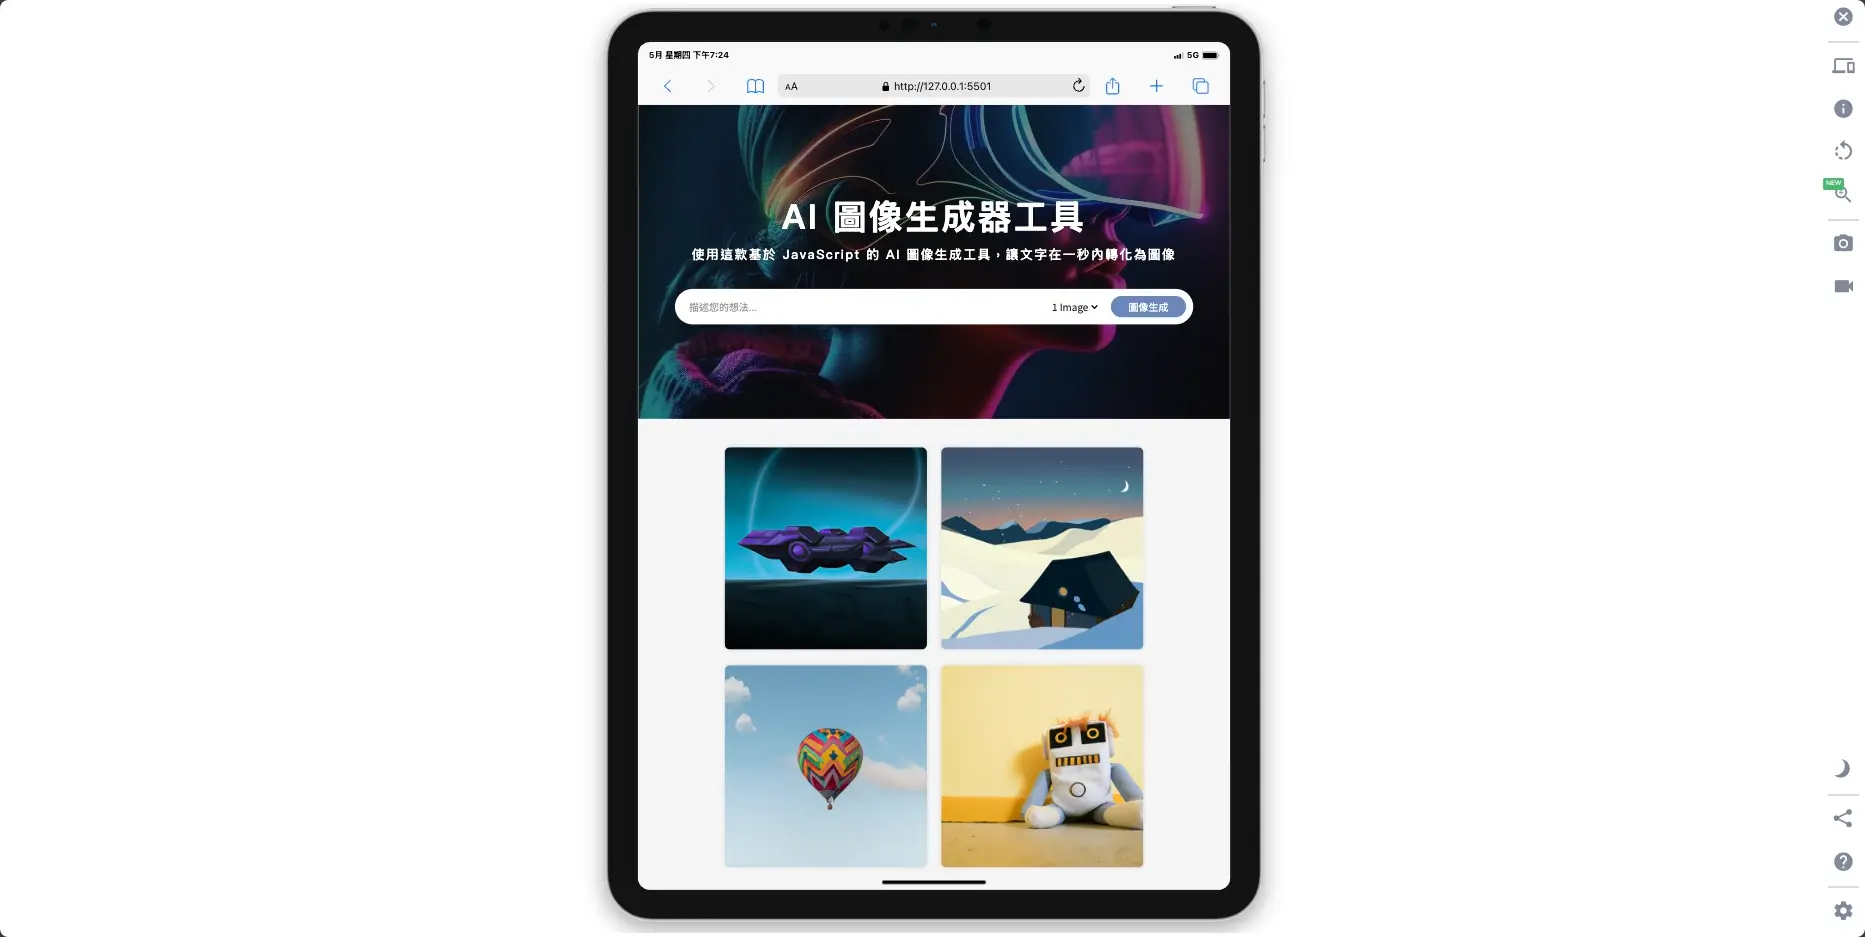 5月 星期四 下午7:24
5G
AA
http://127.0.0.1:5501
AI 圖像生成器工具
使用這款基於 JavaScript 的 AI 圖像生成工具，讓文字在一秒內轉化為圖像
描述您的想法...
1 Image
圖像生成
NEW